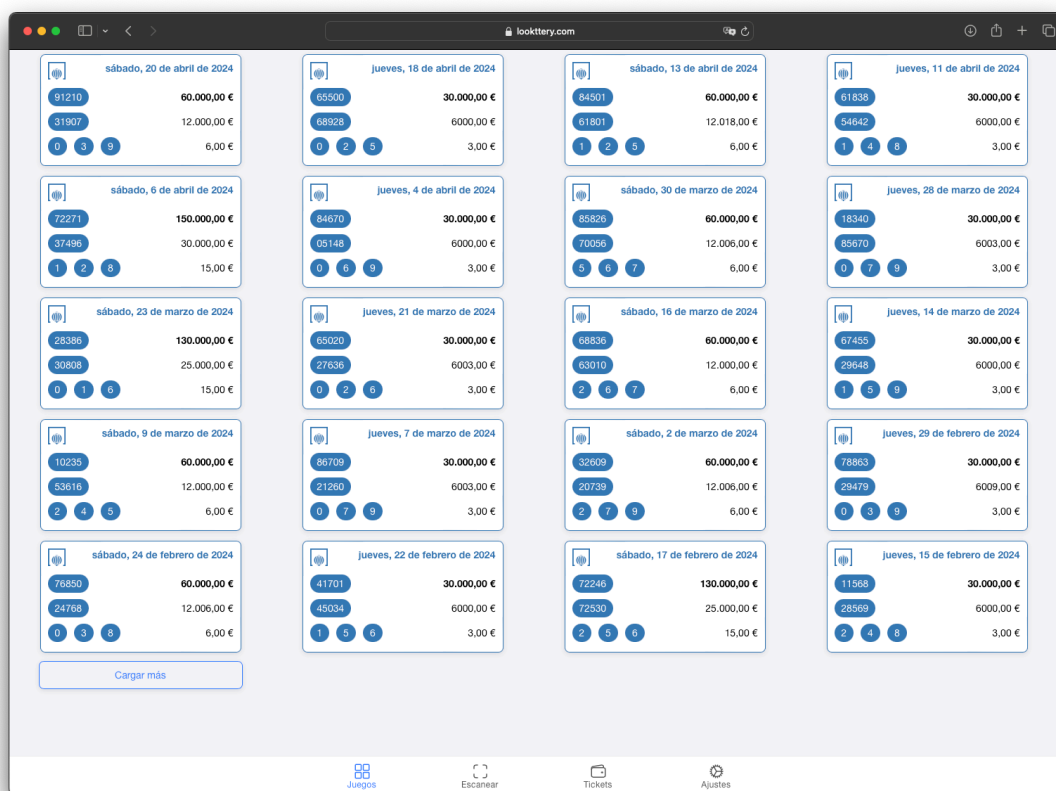 lookttery.com
sábado, 20 de abril de 2024
91210 60.000,00 €
31907 12.000,00 €
0 3 9 6,00 €
jueves, 18 de abril de 2024
65500 30.000,00 €
68928 6000,00 €
0 2 5 3,00 €
sábado, 13 de abril de 2024
84501 60.000,00 €
61801 12.018,00 €
1 2 5 6,00 €
jueves, 11 de abril de 2024
61838 30.000,00 €
54642 6000,00 €
1 4 8 3,00 €
sábado, 6 de abril de 2024
72271 150.000,00 €
37496 30.000,00 €
1 2 8 15,00 €
jueves, 4 de abril de 2024
84670 30.000,00 €
05148 6000,00 €
0 6 9 3,00 €
sábado, 30 de marzo de 2024
85826 60.000,00 €
70056 12.006,00 €
5 6 7 6,00 €
jueves, 28 de marzo de 2024
18340 30.000,00 €
85670 6003,00 €
0 7 9 3,00 €
sábado, 23 de marzo de 2024
28386 130.000,00 €
30808 25.000,00 €
0 1 6 15,00 €
jueves, 21 de marzo de 2024
65020 30.000,00 €
27636 6003,00 €
0 2 6 3,00 €
sábado, 16 de marzo de 2024
68836 60.000,00 €
63010 12.000,00 €
2 6 7 6,00 €
jueves, 14 de marzo de 2024
67455 30.000,00 €
29648 6000,00 €
1 5 9 3,00 €
sábado, 9 de marzo de 2024
10235 60.000,00 €
53616 12.000,00 €
2 4 5 6,00 €
jueves, 7 de marzo de 2024
86709 30.000,00 €
21260 6003,00 €
0 7 9 3,00 €
sábado, 2 de marzo de 2024
32609 60.000,00 €
20739 12.006,00 €
2 7 9 6,00 €
jueves, 29 de febrero de 2024
78863 30.000,00 €
29479 6009,00 €
0 3 9 3,00 €
sábado, 24 de febrero de 2024
76850 60.000,00 €
24768 12.006,00 €
0 3 8 6,00 €
jueves, 22 de febrero de 2024
41701 30.000,00 €
45034 6000,00 €
1 5 6 3,00 €
sábado, 17 de febrero de 2024
72246 130.000,00 €
72530 25.000,00 €
2 5 6 15,00 €
jueves, 15 de febrero de 2024
11568 30.000,00 €
28569 6000,00 €
2 4 8 3,00 €
Cargar más
Juegos
Escanear
Tickets
Ajustes